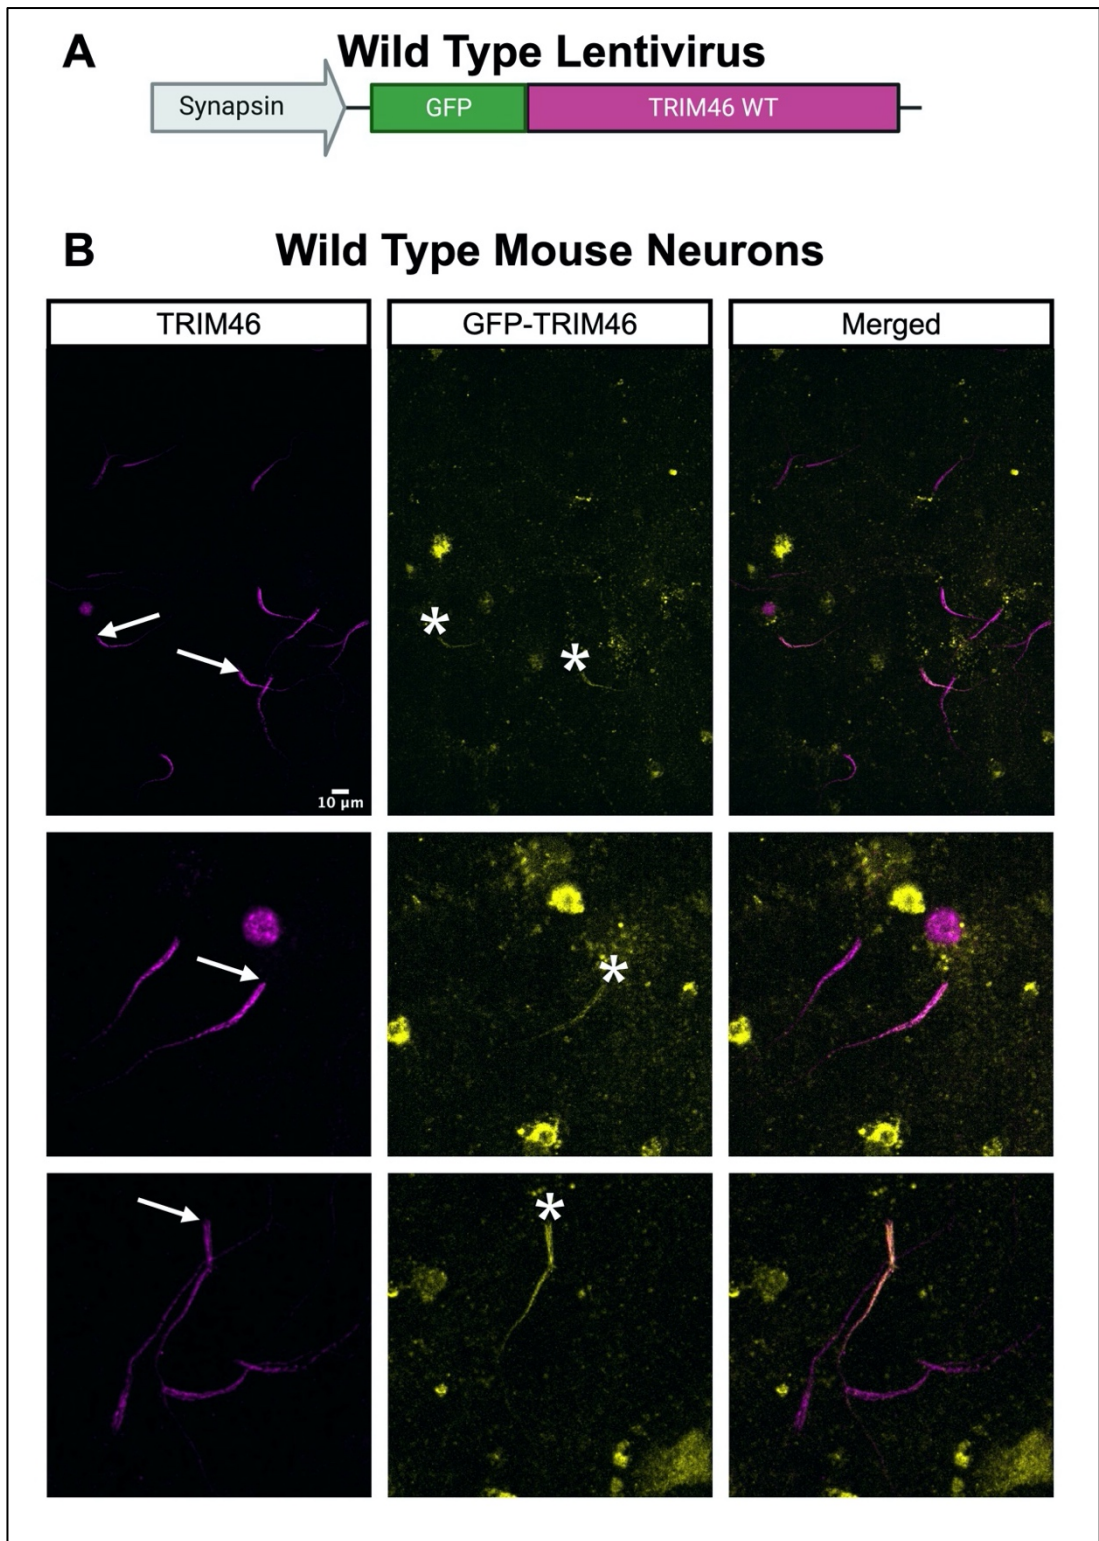 A
Wild Type Lentivirus
Synapsin
GFP
TRIM46 WT
B
Wild Type Mouse Neurons
TRIM46
GFP-TRIM46
Merged
*
*
10 µm
*
*